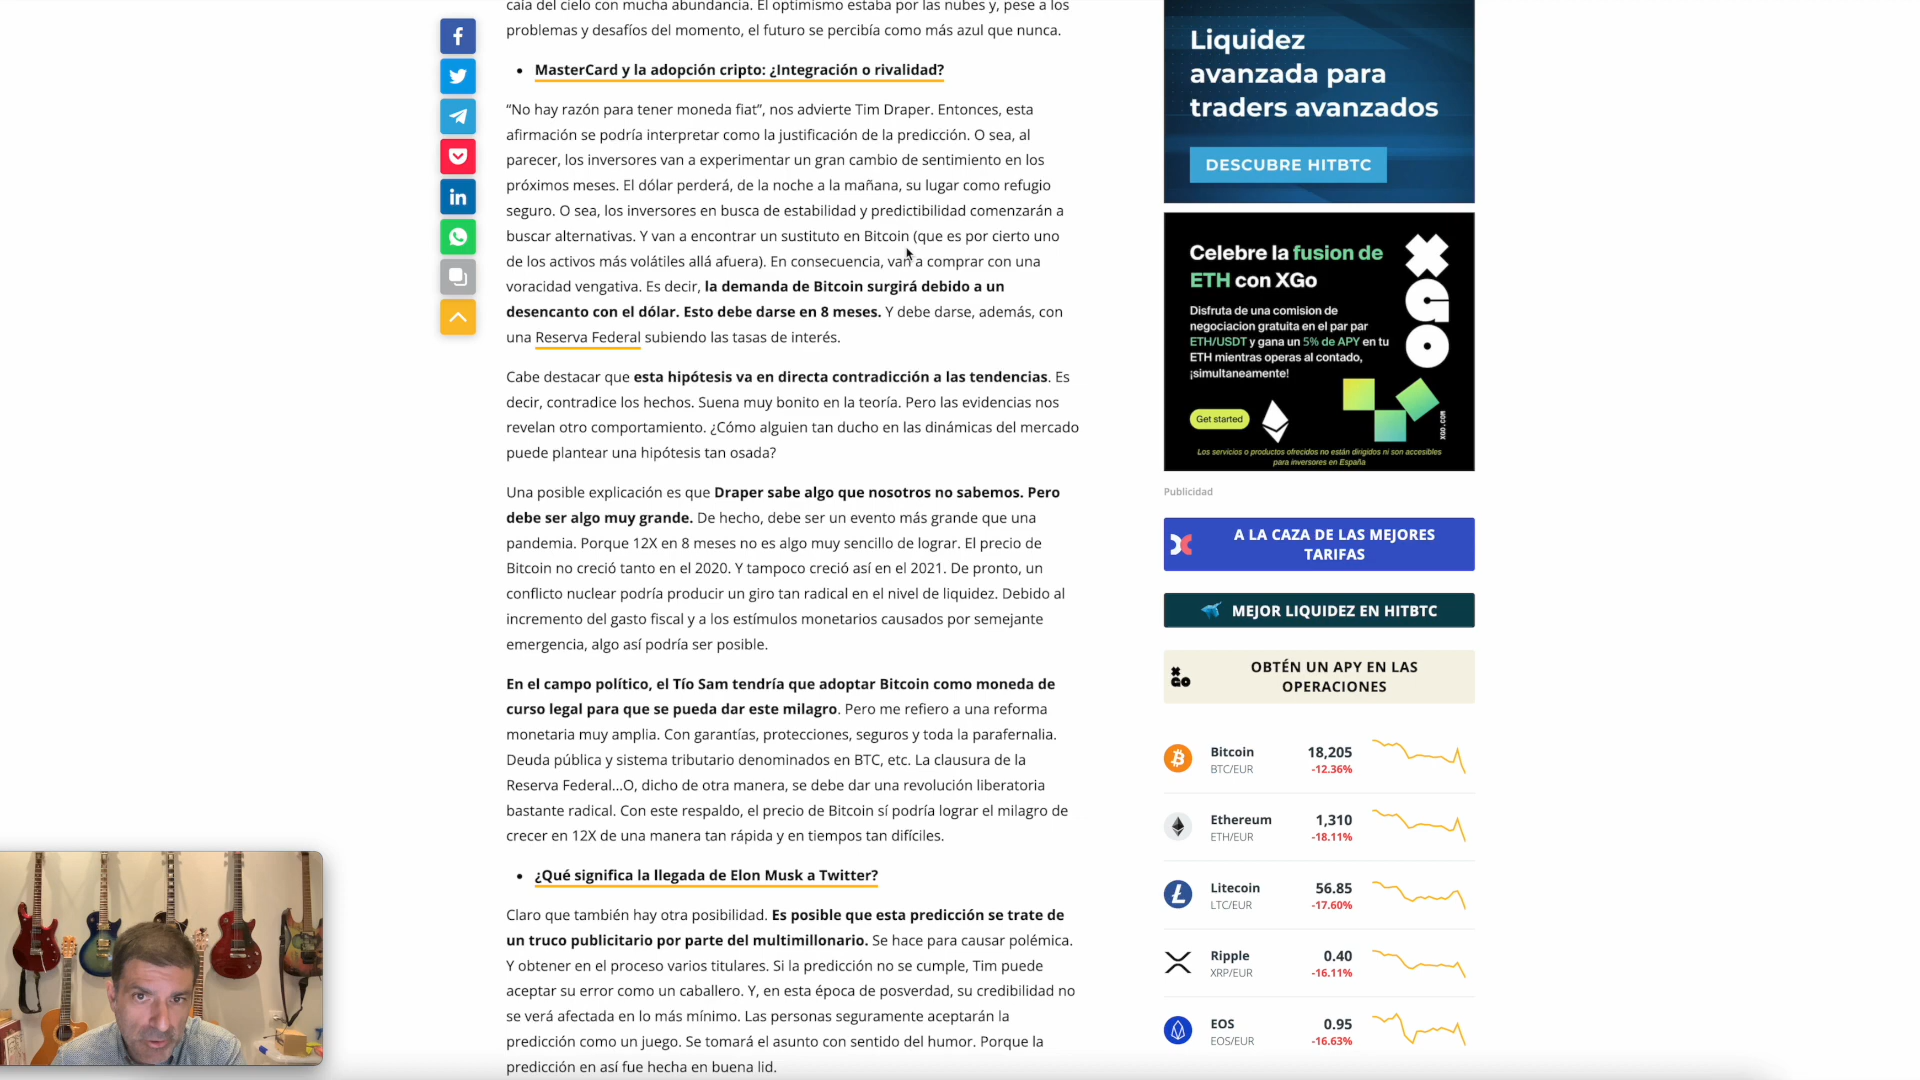 caía del cielo con mucha abundancia. El optimismo estaba por las nubes y, pese a los
problemas y desafíos del momento, el futuro se percibía como más azul que nunca.
• MasterCard y la adopción cripto: ¿Integración o rivalidad?
“No hay razón para tener moneda fiat”, nos advierte Tim Draper. Entonces, esta
afirmación se podría interpretar como la justificación de la predicción. O sea, al
parecer, los inversores van a experimentar un gran cambio de sentimiento en los
próximos meses. El dólar perderá, de la noche a la mañana, su lugar como refugio
seguro. O sea, los inversores en busca de estabilidad y predictibilidad comenzarán a
buscar alternativas. Y van a encontrar un sustituto en Bitcoin (que es por cierto uno
de los activos más volátiles allá afuera). En consecuencia, van a comprar con una
voracidad vengativa. Es decir, la demanda de Bitcoin surgirá debido a un
desencanto con el dólar. Esto debe darse en 8 meses. Y debe darse, además, con
una Reserva Federal subiendo las tasas de interés.
Cabe destacar que esta hipótesis va en directa contradicción a las tendencias. Es
decir, contradice los hechos. Suena muy bonito en la teoría. Pero las evidencias nos
revelan otro comportamiento. ¿Cómo alguien tan ducho en las dinámicas del mercado
puede plantear una hipótesis tan osada?
Una posible explicación es que Draper sabe algo que nosotros no sabemos. Pero
debe ser algo muy grande. De hecho, debe ser un evento más grande que una
pandemia. Porque 12X en 8 meses no es algo muy sencillo de lograr. El precio de
Bitcoin no creció tanto en el 2020. Y tampoco creció así en el 2021. De pronto, un
conflicto nuclear podría producir un giro tan radical en el nivel de liquidez. Debido al
incremento del gasto fiscal y a los estímulos monetarios causados por semejante
emergencia, algo así podría ser posible.
En el campo político, el Tío Sam tendría que adoptar Bitcoin como moneda de
curso legal para que se pueda dar este milagro. Pero me refiero a una reforma
monetaria muy amplia. Con garantías, protecciones, seguros y toda la parafernalia.
Deuda pública y sistema tributario denominados en BTC, etc. La clausura de la
Reserva Federal...O, dicho de otra manera, se debe dar una revolución liberatoria
bastante radical. Con este respaldo, el precio de Bitcoin sí podría lograr el milagro de
crecer en 12X de una manera tan rápida y en tiempos tan difíciles.
• ¿Qué significa la llegada de Elon Musk a Twitter?
Claro que también hay otra posibilidad. Es posible que esta predicción se trate de
un truco publicitario por parte del multimillonario. Se hace para causar polémica.
Y obtener en el proceso varios titulares. Si la predicción no se cumple, Tim puede
aceptar su error como un caballero. Y, en esta época de posverdad, su credibilidad no
se verá afectada en lo más mínimo. Las personas seguramente aceptarán la
predicción como un juego. Se tomará el asunto con sentido del humor. Porque la
predicción en así fue hecha en buena lid.
Liquidez
avanzada para
traders avanzados
DESCUBRE HITBTC
Celebre la fusion de
ETH con XGo
Disfruta de una comision de
negociacion gratuita en el par par
ETH/USDT y gana un 5% de APY en tu
ETH mientras operas al contado,
¡simultaneamente!
Get started
XGO
XGO.COM
Los servicios o productos ofrecidos no están dirigidos ni son accesibles
para inversores en España
Publicidad
A LA CAZA DE LAS MEJORES
TARIFAS
MEJOR LIQUIDEZ EN HITBTC
XGO
OBTÉN UN APY EN LAS
OPERACIONES
Bitcoin 18,205
BTC/EUR -12.36%
Ethereum 1,310
ETH/EUR -18.11%
Litecoin 56.85
LTC/EUR -17.60%
Ripple 0.40
XRP/EUR -16.11%
EOS 0.95
EOS/EUR -16.63%